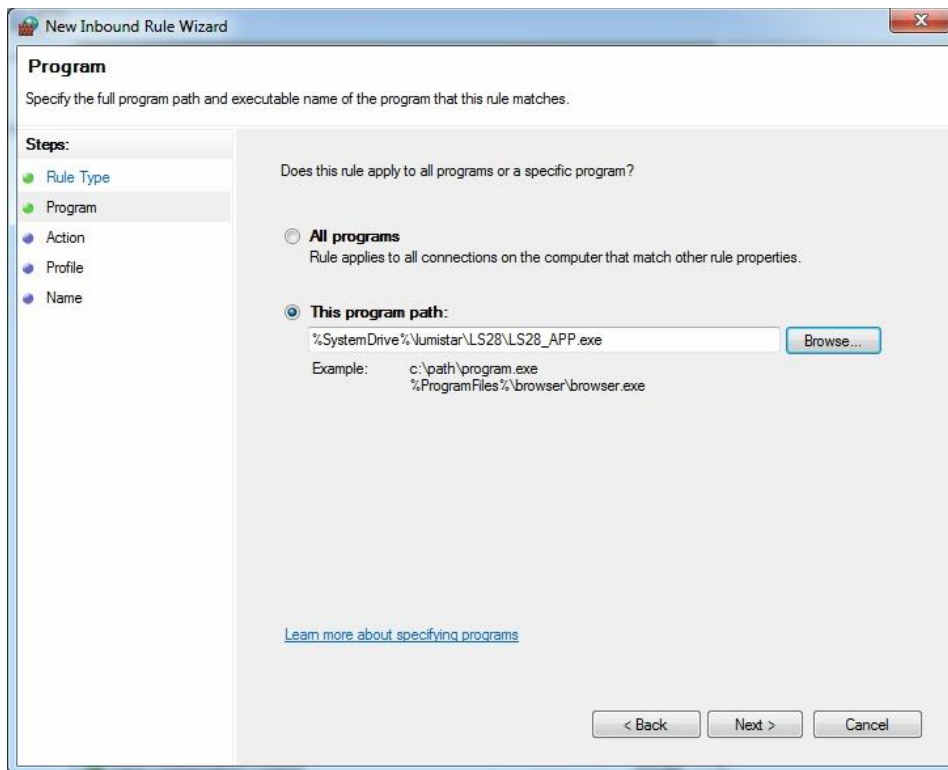 New Inbound Rule Wizard
Program
Specify the full program path and executable name of the program that this rule matches.
Steps:
Rule Type
Program
Action
Profile
Name
Does this rule apply to all programs or a specific program?
All programs
Rule applies to all connections on the computer that match other rule properties.
This program path:
%SystemDrive%\lumistar\LS28\LS28_APP.exe
Browse...
Example: c:\path\program.exe
%ProgramFiles%\browser\browser.exe
Learn more about specifying programs
< Back Next > Cancel